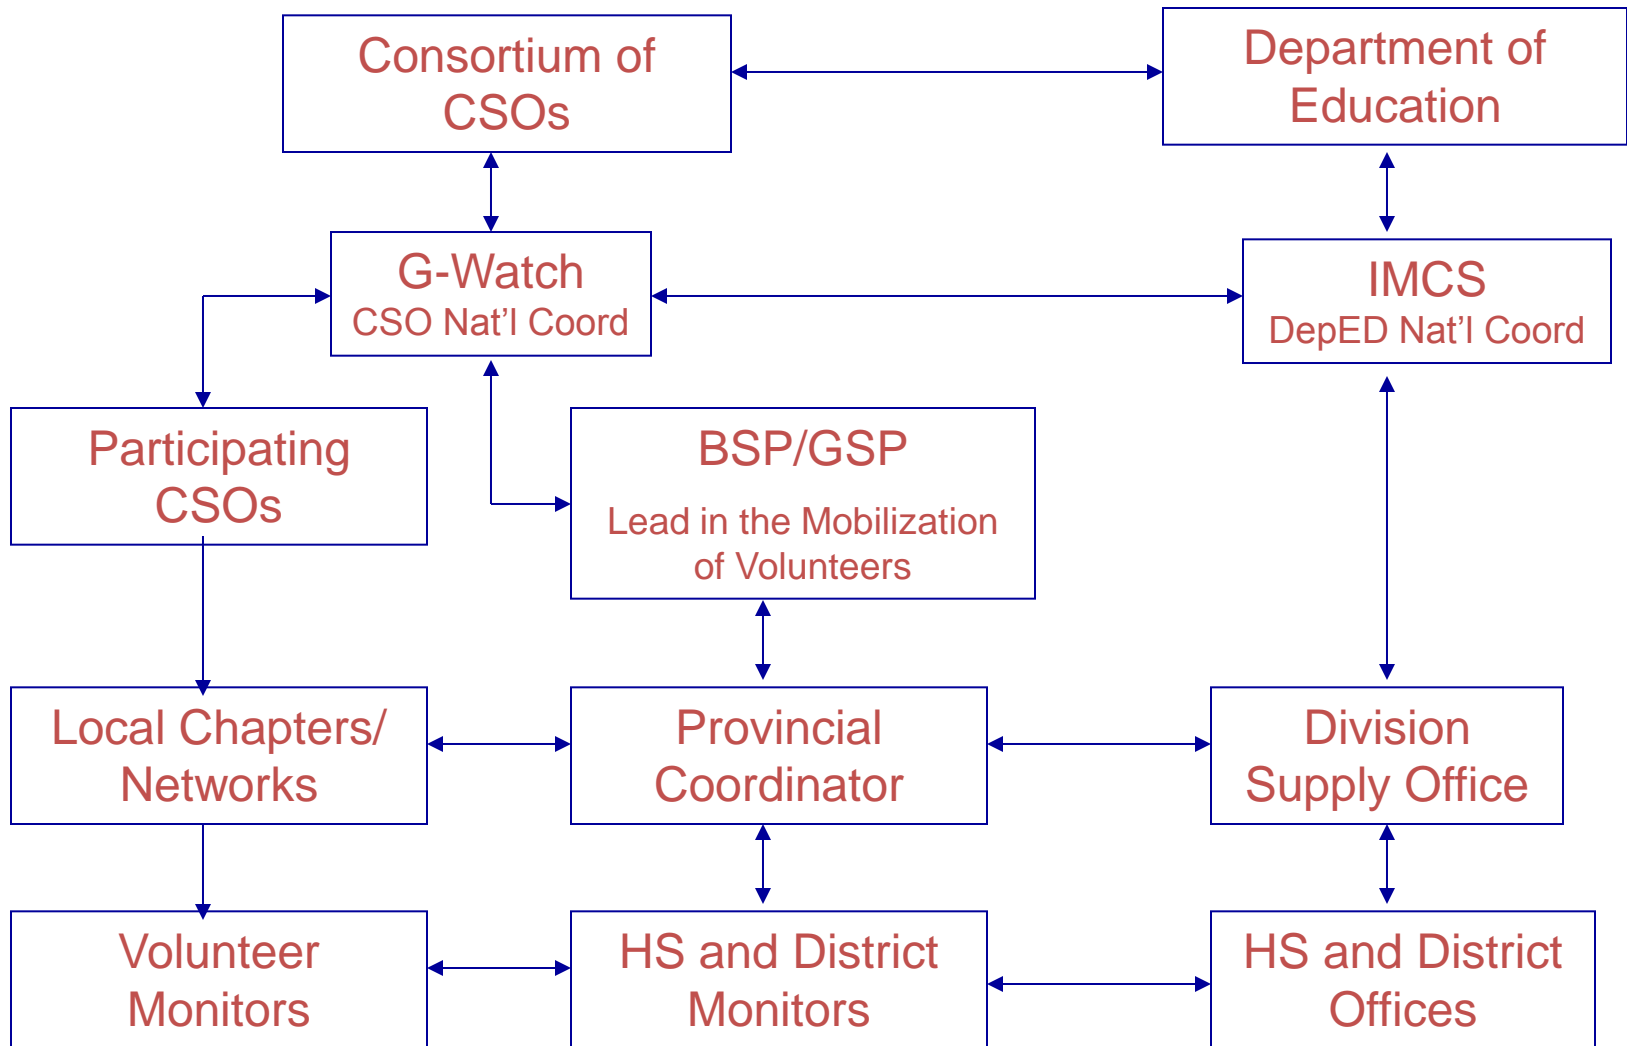 Consortium of
CSOs
Department of
Education
G-Watch
CSO Nat'l Coord
IMCS
DepED Nat'l Coord
Participating
CSOs
BSP/GSP
Lead in the Mobilization
of Volunteers
Local Chapters/
Networks
Provincial
Coordinator
Division
Supply Office
Volunteer
Monitors
HS and District
Monitors
HS and District
Offices